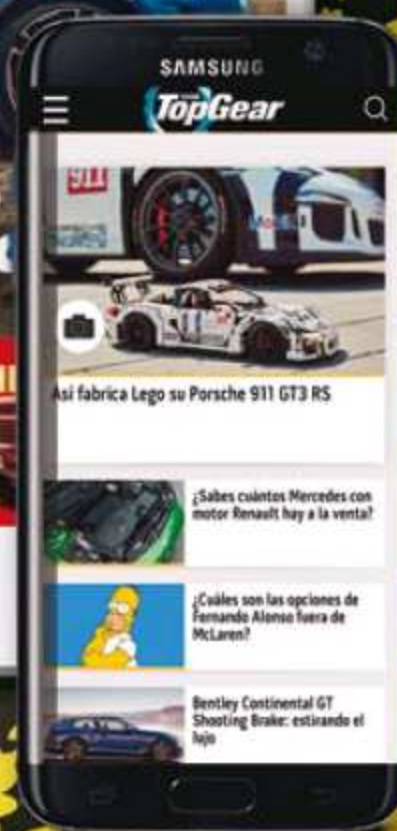 SAMSUNG
TopGear
911
Así fabrica Lego su Porsche 911 GT3 RS
¿Sabes cuántos Mercedes con
motor Renault hay a la venta?
¿Cuáles son las opciones de
Fernando Alonso fuera de
McLaren?
Bentley Continental GT
Shooting Brake: estirando el
lujo